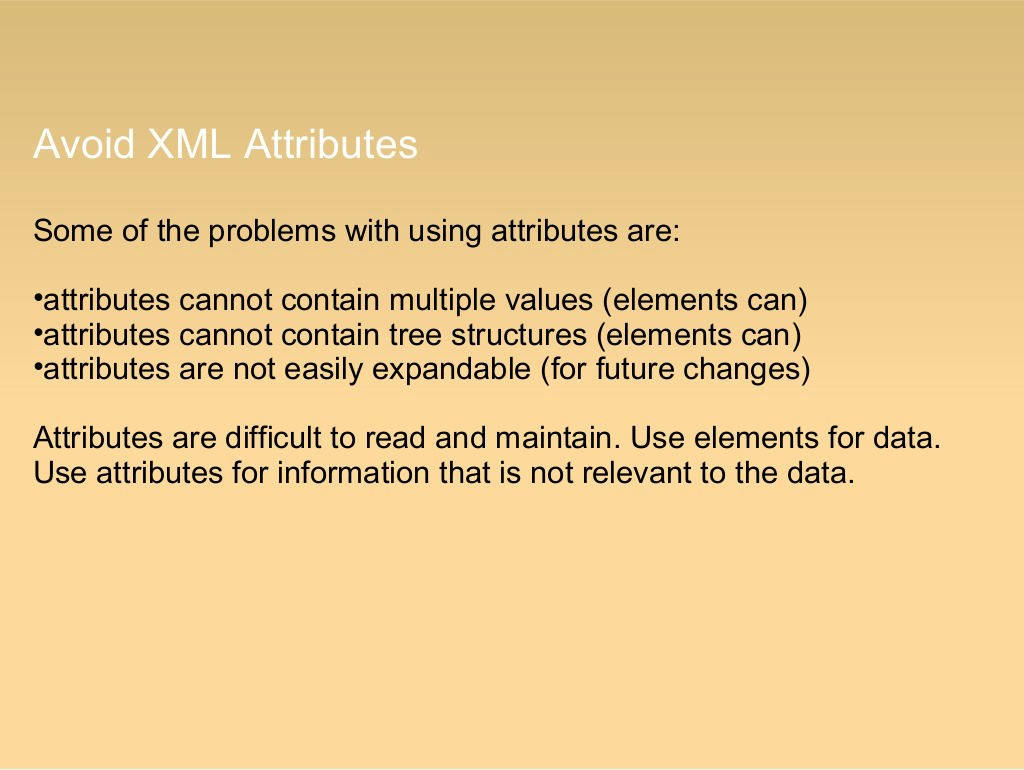 Avoid XML Attributes
Some of the problems with using attributes are:
•attributes cannot contain multiple values (elements can)
•attributes cannot contain tree structures (elements can)
•attributes are not easily expandable (for future changes)
Attributes are difficult to read and maintain. Use elements for data.
Use attributes for information that is not relevant to the data.